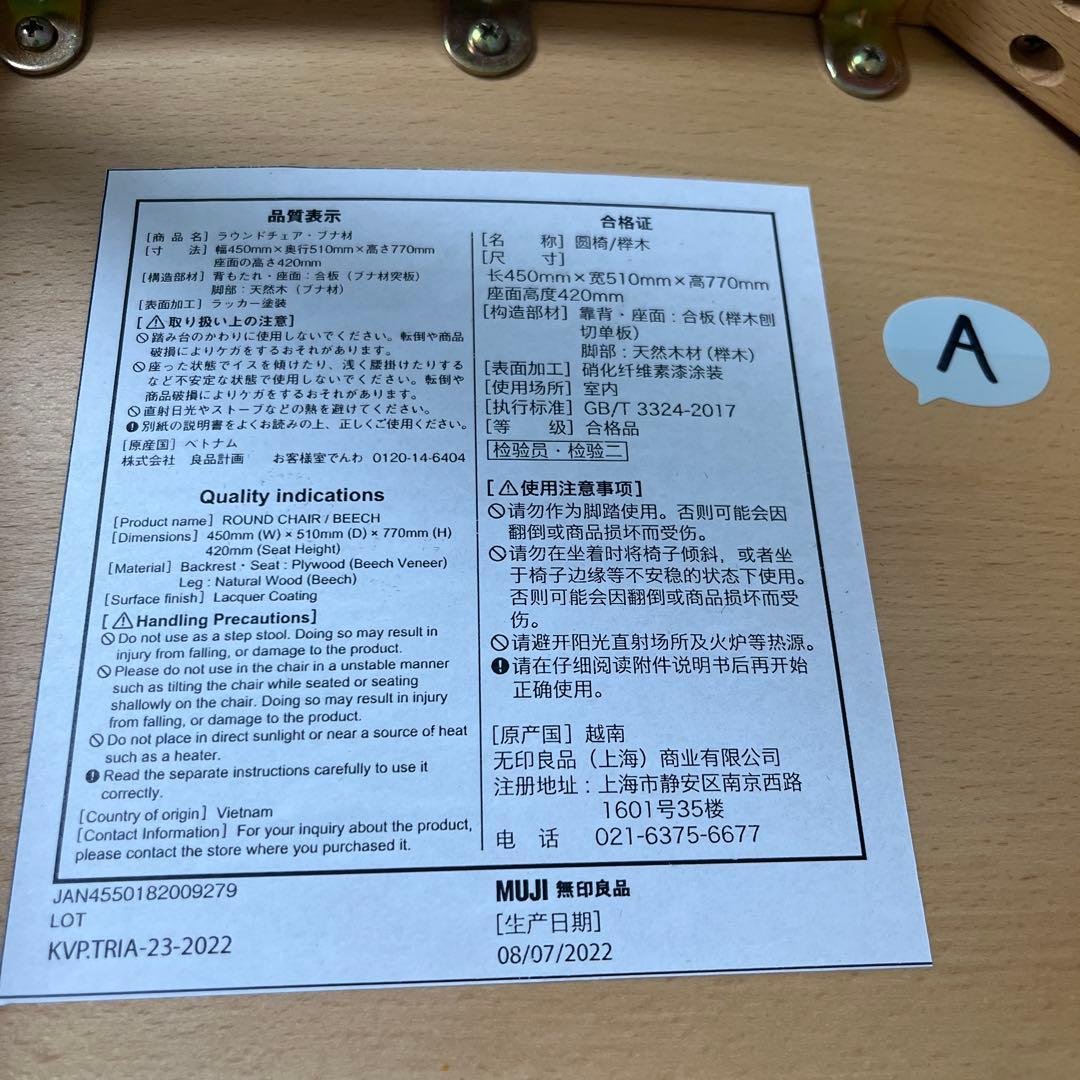 品質表示
[商 品 名] ラウンドチェア・ブナ材
[寸 法] 幅450mm×奥行510mm×高さ770mm
座面の高さ420mm
[構造部材] 背もたれ・座面:合板(ブナ材突板)
脚部:天然木(ブナ材)
[表面加工] ラッカー塗装
[⚠取り扱い上の注意]
踏み台のかわりに使用しないでください。転倒や商品
破損によりケガをするおそれがあります。
座った状態でイスを傾けたり、浅く腰掛けたりする
など不安定な状態で使用しないでください。転倒や
商品破損によりケガをするおそれがあります。
直射日光やストーブなどの熱を避けてください。
別紙の説明書をよくお読みの上、正しくご使用ください。
[原産国] ベトナム
株式会社 良品計画 お客様室でんわ 0120-14-6404
Quality indications
[Product name] ROUND CHAIR / BEECH
[Dimensions] 450mm (W) × 510mm (D) × 770mm (H)
420mm (Seat Height)
[Material] Backrest・Seat : Plywood (Beech Veneer)
Leg : Natural Wood (Beech)
[Surface finish] Lacquer Coating
[⚠Handling Precautions]
Do not use as a step stool. Doing so may result in
injury from falling, or damage to the product.
Please do not use in the chair in a unstable manner
such as tilting the chair while seated or seating
shallowly on the chair. Doing so may result in injury
from falling, or damage to the product.
Do not place in direct sunlight or near a source of heat
such as a heater.
Read the separate instructions carefully to use it
correctly.
[Country of origin] Vietnam
[Contact Information] For your inquiry about the product,
please contact the store where you purchased it.
合格证
[名 称] 圆椅/榉木
[尺 寸]
长450mm×宽510mm×高770mm
座面高度420mm
[构造部材] 靠背・座面:合板(榉木刨
切单板)
脚部:天然木材(榉木)
[表面加工] 硝化纤维素漆涂装
[使用场所] 室内
[执行标准] GB/T 3324-2017
[等 级] 合格品
检验员・检验二
[⚠使用注意事项]
请勿作为脚踏使用。否则可能会因
翻倒或商品损坏而受伤。
请勿在坐着时将椅子倾斜，或者坐
于椅子边缘等不安稳的状态下使用。
否则可能会因翻倒或商品损坏而受
伤。
请避开阳光直射场所及火炉等热源。
请在仔细阅读附件说明书后再开始
正确使用。
[原产国] 越南
无印良品(上海)商业有限公司
注册地址:上海市静安区南京西路
1601号35楼
电 话 021-6375-6677
JAN4550182009279
LOT
KVP.TRIA-23-2022
MUJI 無印良品
[生产日期]
08/07/2022
A